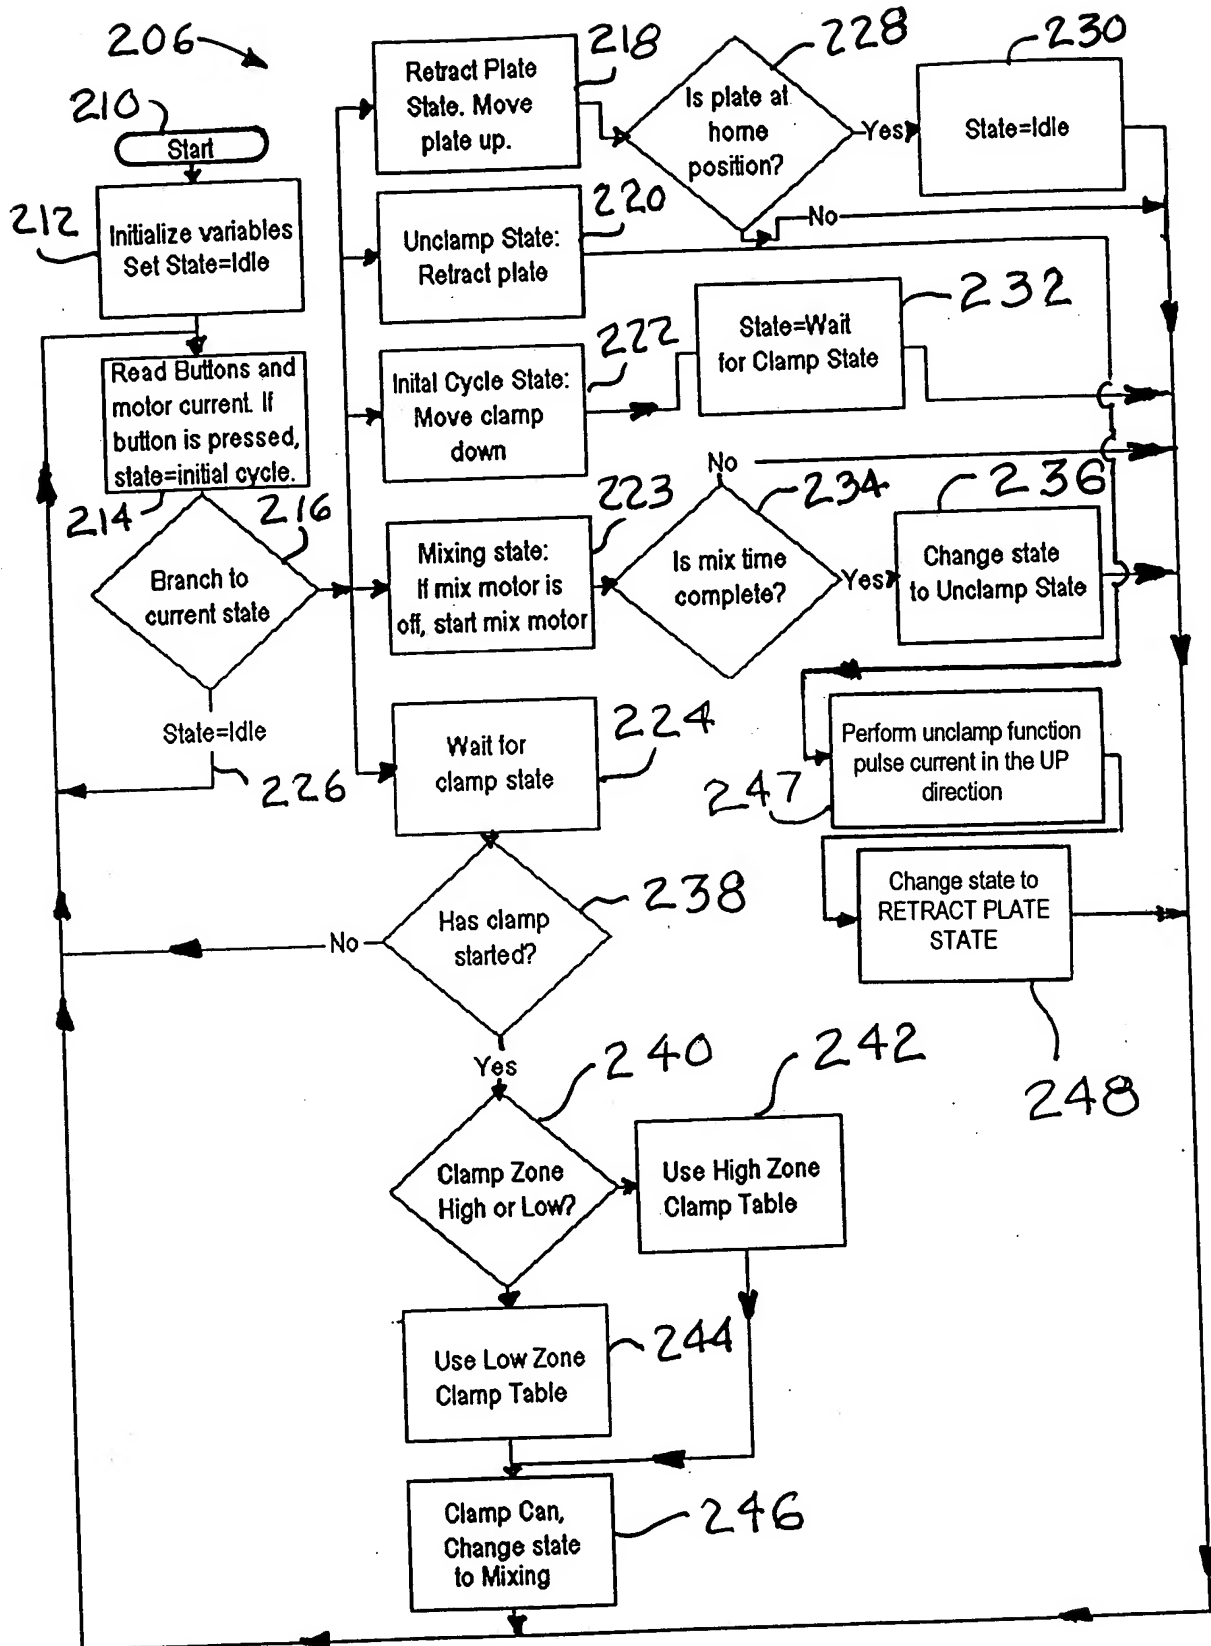 206
210
Start
212
Initialize variables
Set State=Idle
Read Buttons and
motor current. If
button is pressed,
state=initial cycle.
214
216
Branch to
current state
State=Idle
226
218
Retract Plate
State. Move
plate up.
228
Is plate at
home
position?
Yes
No
230
State=Idle
220
Unclamp State:
Retract plate
222
Inital Cycle State:
Move clamp
down
232
State=Wait
for Clamp State
223
Mixing state:
If mix motor is
off, start mix motor
No
234
Is mix time
complete?
Yes
236
Change state
to Unclamp State
224
Wait for
clamp state
Perform unclamp function
pulse current in the UP
direction
247
238
Has clamp
started?
No
Yes
Change state to
RETRACT PLATE
STATE
248
240
Clamp Zone
High or Low?
242
Use High Zone
Clamp Table
244
Use Low Zone
Clamp Table
246
Clamp Can,
Change state
to Mixing